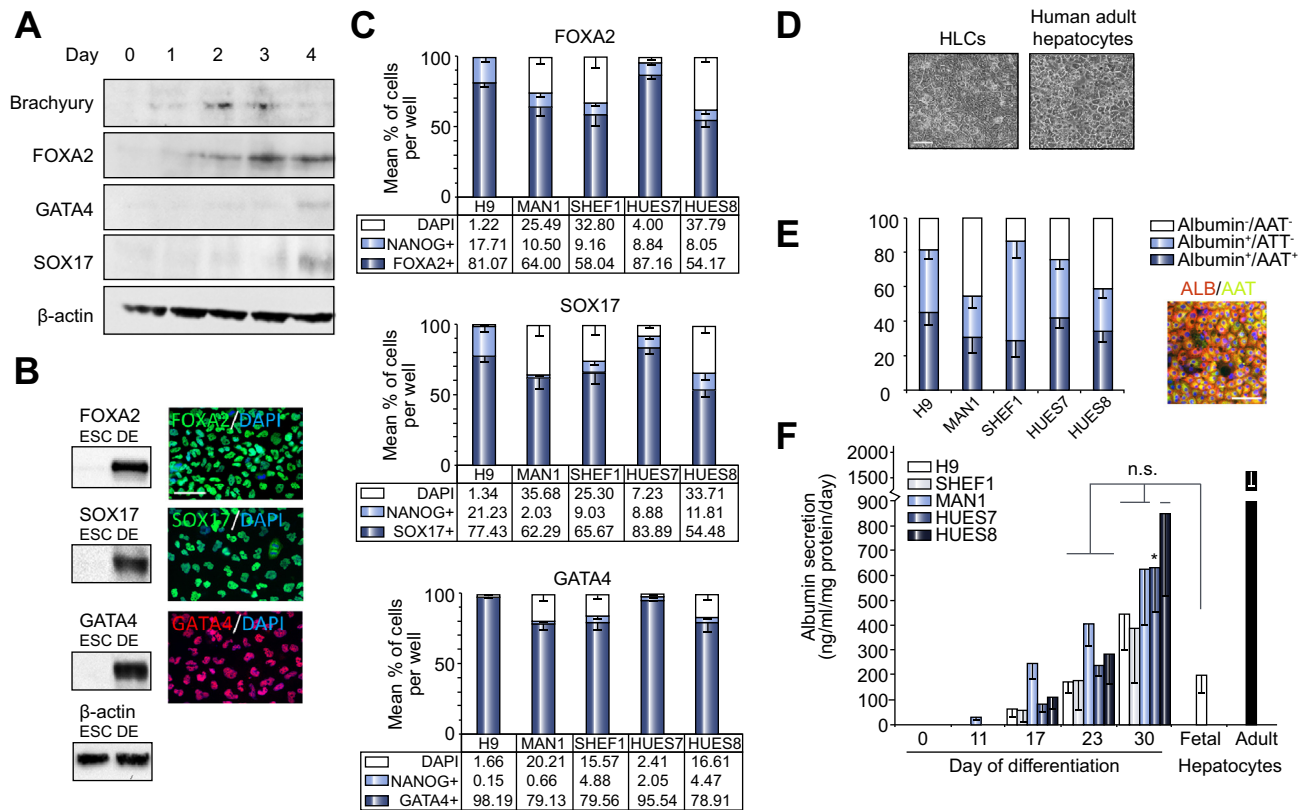 A
Day 0 1 2 3 4
Brachyury
FOXA2
GATA4
SOX17
β-actin
B
FOXA2
ESC DE
FOXA2/DAPI
SOX17
ESC DE
SOX17/DAPI
GATA4
ESC DE
GATA4/DAPI
β-actin
ESC DE
C
FOXA2
Mean % of cells
per well
100
50
0
H9 MAN1 SHEF1 HUES7 HUES8
DAPI 1.22 25.49 32.80 4.00 37.79
NANOG+ 17.71 10.50 9.16 8.84 8.05
FOXA2+ 81.07 64.00 58.04 87.16 54.17
SOX17
Mean % of cells
per well
100
50
0
H9 MAN1 SHEF1 HUES7 HUES8
DAPI 1.34 35.68 25.30 7.23 33.71
NANOG+ 21.23 2.03 9.03 8.88 11.81
SOX17+ 77.43 62.29 65.67 83.89 54.48
GATA4
Mean % of cells
per well
100
50
0
H9 MAN1 SHEF1 HUES7 HUES8
DAPI 1.66 20.21 15.57 2.41 16.61
NANOG+ 0.15 0.66 4.88 2.05 4.47
GATA4+ 98.19 79.13 79.56 95.54 78.91
D
HLCs
Human adult
hepatocytes
E
100
80
60
40
20
0
H9 MAN1 SHEF1 HUES7 HUES8
Albumin⁻/AAT⁻
Albumin⁺/ATT⁻
Albumin⁺/AAT⁺
ALB/AAT
F
Albumin secretion
(ng/ml/mg protein/day)
2000
1500
900
800
700
600
500
400
300
200
100
0
H9
SHEF1
MAN1
HUES7
HUES8
n.s.
*
0 11 17 23 30 Fetal Adult
Day of differentiation Hepatocytes